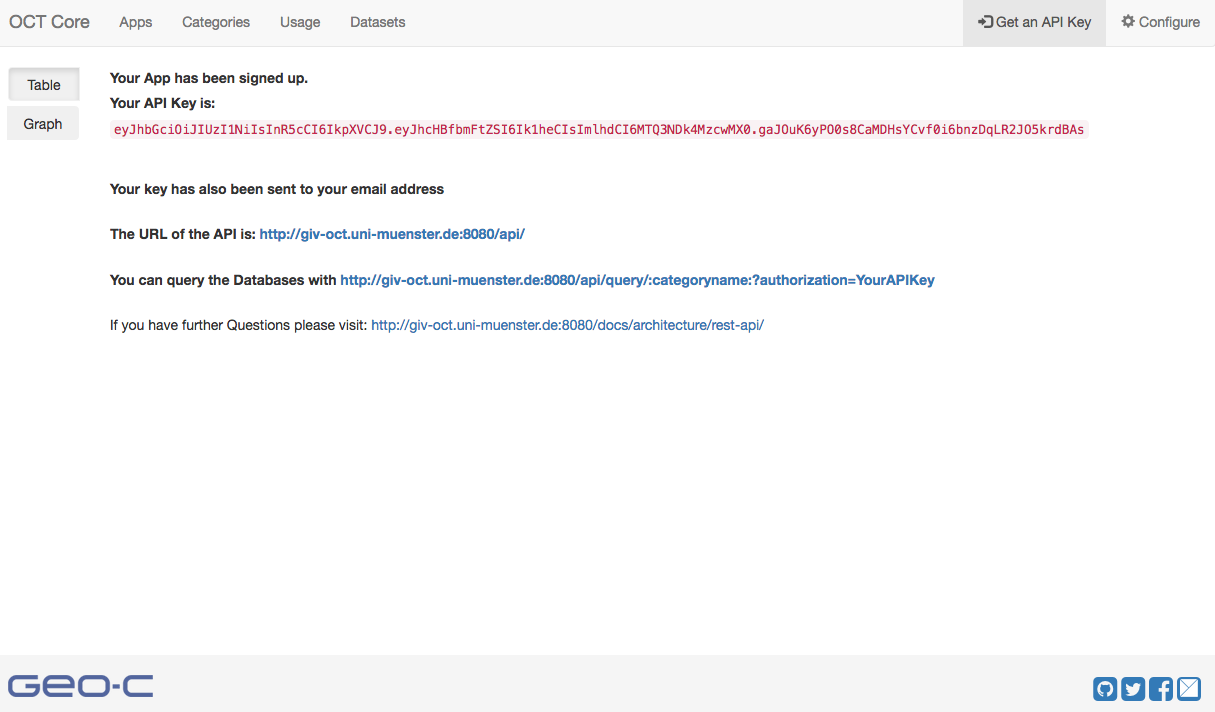 OCT Core Apps Categories Usage Datasets Get an API Key Configure
Table
Graph
Your App has been signed up.
Your API Key is:
eyJhbGciOiJIUzI1NiIsInR5cCI6IkpXVCJ9.eyJhcHBfbmFtZSI6Ik1heCIsImlhdCI6MTQ3NDk4MzcwMX0.gaJOuK6yPO0s8CaMDHsYCvf0i6bnzDqLR2JO5krdBAs
Your key has also been sent to your email address
The URL of the API is: http://giv-oct.uni-muenster.de:8080/api/
You can query the Databases with http://giv-oct.uni-muenster.de:8080/api/query/:categoryname:?authorization=YourAPIKey
If you have further Questions please visit: http://giv-oct.uni-muenster.de:8080/docs/architecture/rest-api/
GEO-C